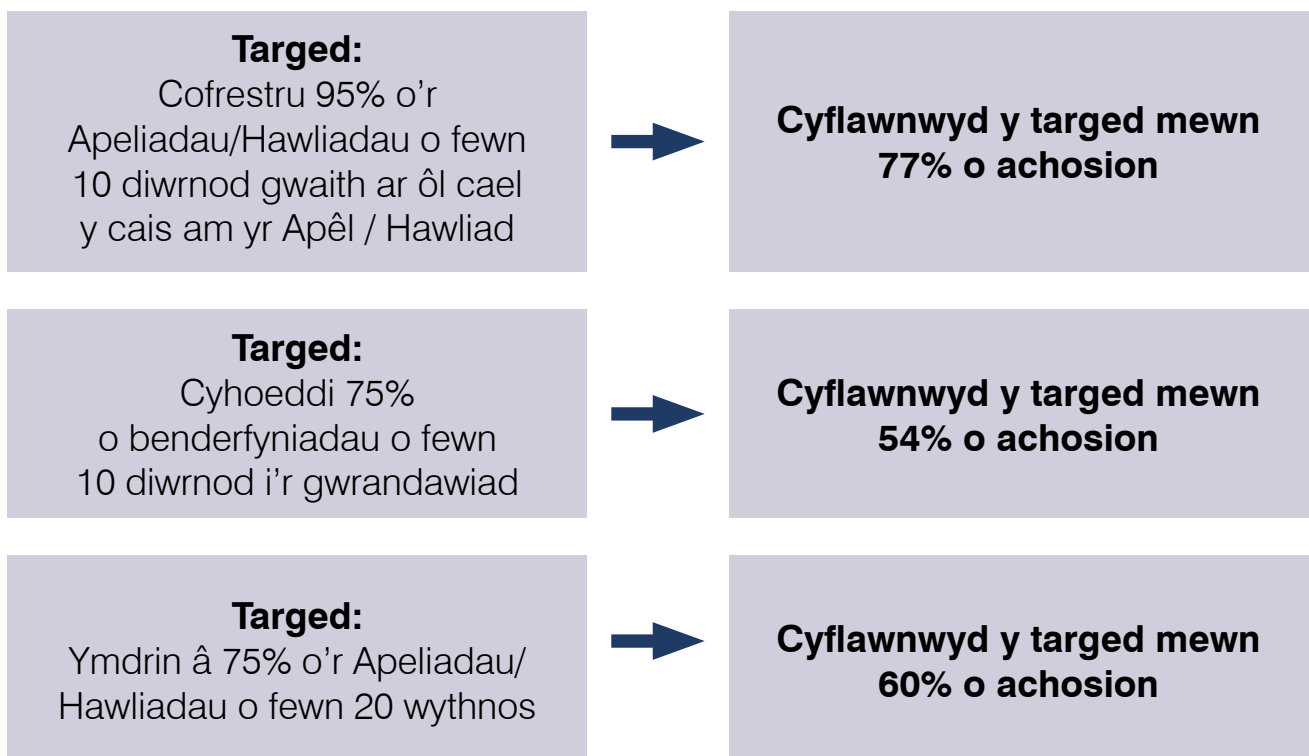 Targed:
Cofrestru 95% o’r
Apeliadau/Hawliadau o fewn
10 diwrnod gwaith ar ôl cael
y cais am yr Apêl / Hawliad
Cyflawnwyd y targed mewn
77% o achosion
Targed:
Cyhoeddi 75%
o benderfyniadau o fewn
10 diwrnod i’r gwrandawiad
Cyflawnwyd y targed mewn
54% o achosion
Targed:
Ymdrin â 75% o’r Apeliadau/
Hawliadau o fewn 20 wythnos
Cyflawnwyd y targed mewn
60% o achosion